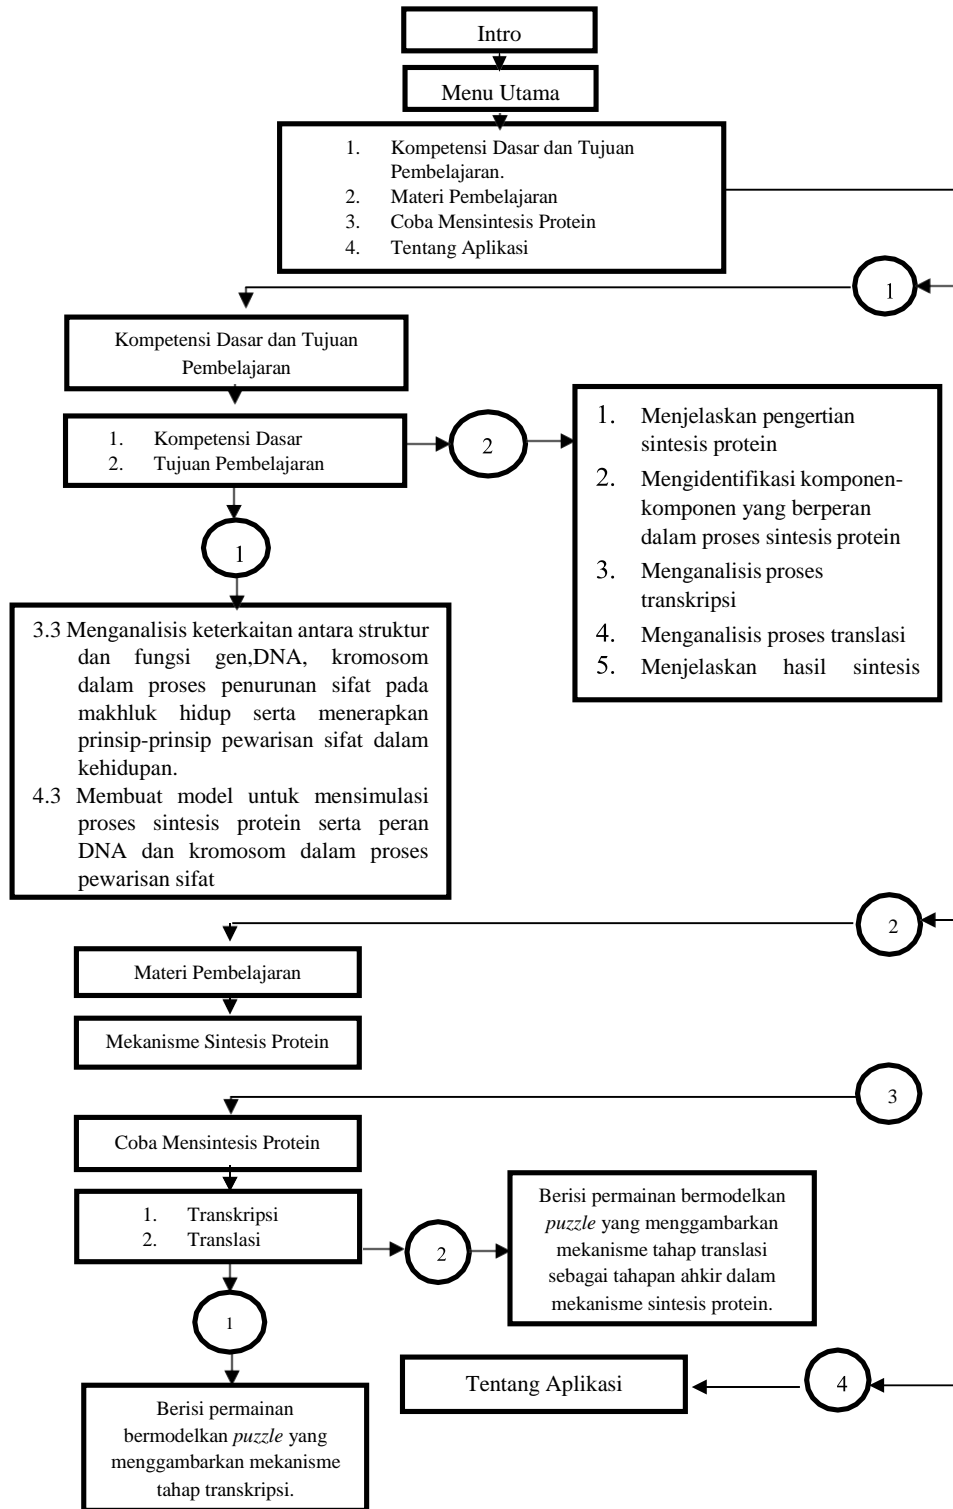 Intro
Menu Utama
1. Kompetensi Dasar dan Tujuan
Pembelajaran.
2. Materi Pembelajaran
3. Coba Mensintesis Protein
4. Tentang Aplikasi
1
Kompetensi Dasar dan Tujuan
Pembelajaran
1. Kompetensi Dasar
2. Tujuan Pembelajaran
2
1. Menjelaskan pengertian
sintesis protein
2. Mengidentifikasi komponen-
komponen yang berperan
dalam proses sintesis protein
3. Menganalisis proses
transkripsi
4. Menganalisis proses translasi
5. Menjelaskan hasil sintesis
1
3.3 Menganalisis keterkaitan antara struktur
dan fungsi gen,DNA, kromosom
dalam proses penurunan sifat pada
makhluk hidup serta menerapkan
prinsip-prinsip pewarisan sifat dalam
kehidupan.
4.3 Membuat model untuk mensimulasi
proses sintesis protein serta peran
DNA dan kromosom dalam proses
pewarisan sifat
2
Materi Pembelajaran
Mekanisme Sintesis Protein
3
Coba Mensintesis Protein
1. Transkripsi
2. Translasi
2
Berisi permainan bermodelkan
puzzle yang menggambarkan
mekanisme tahap translasi
sebagai tahapan ahkir dalam
mekanisme sintesis protein.
1
Berisi permainan
bermodelkan puzzle yang
menggambarkan mekanisme
tahap transkripsi.
4
Tentang Aplikasi